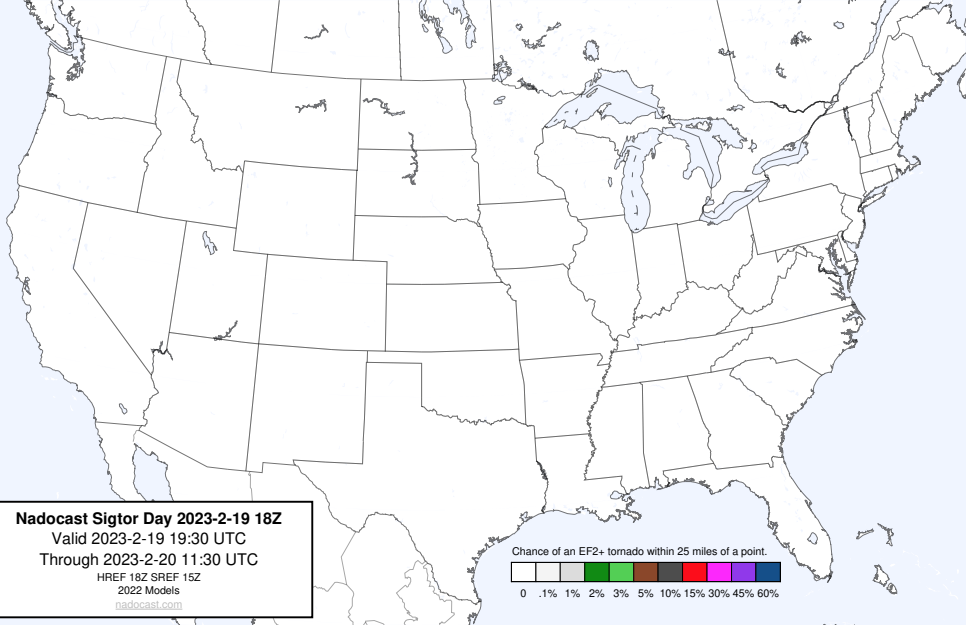 Nadocast Sigtor Day 2023-2-19 18Z
Valid 2023-2-19 19:30 UTC
Through 2023-2-20 11:30 UTC
HREF 18Z SREF 15Z
2022 Models
nadocast.com
Chance of an EF2+ tornado within 25 miles of a point.
0 .1% 1% 2% 3% 5% 10% 15% 30% 45% 60%